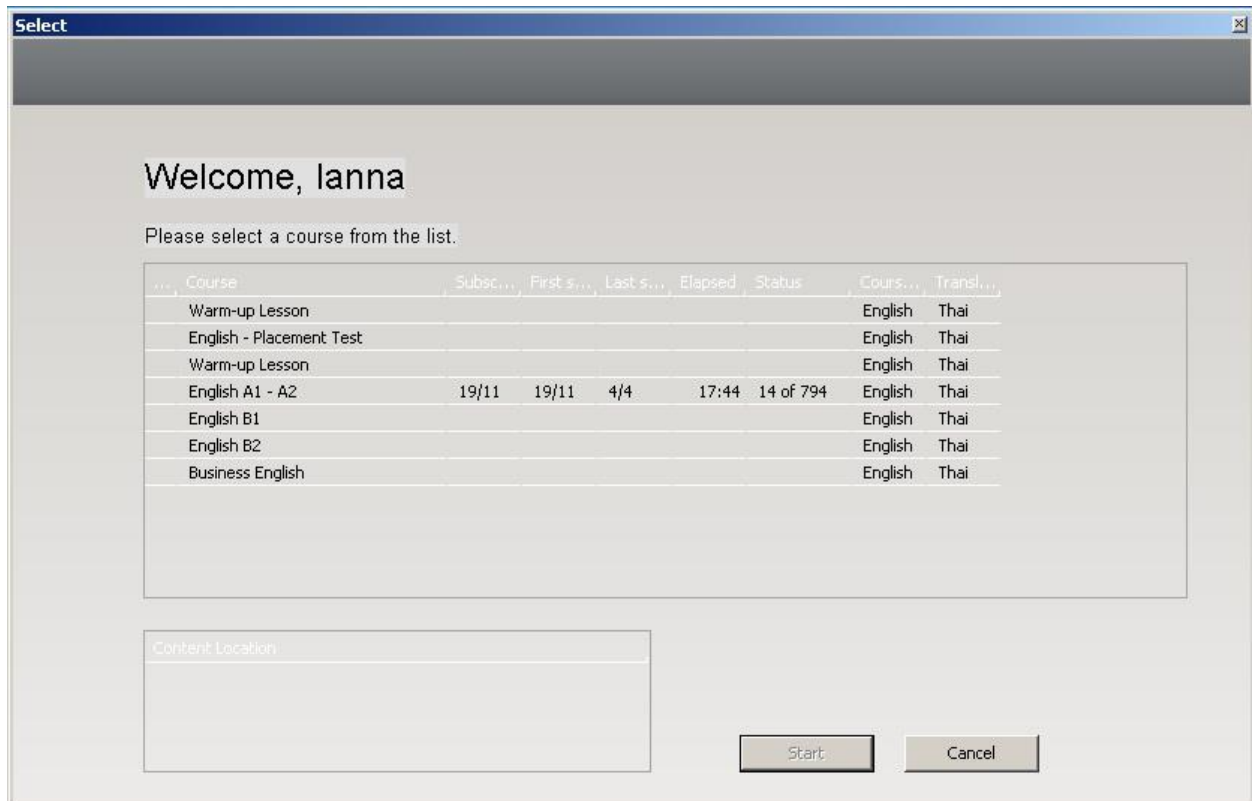 Select
Welcome, lanna
Please select a course from the list.
... Course Subsc... First s... Last s... Elapsed Status Cours... Transl...
Warm-up Lesson English Thai
English - Placement Test English Thai
Warm-up Lesson English Thai
English A1 - A2 19/11 19/11 4/4 17:44 14 of 794 English Thai
English B1 English Thai
English B2 English Thai
Business English English Thai
Content Location
Start Cancel